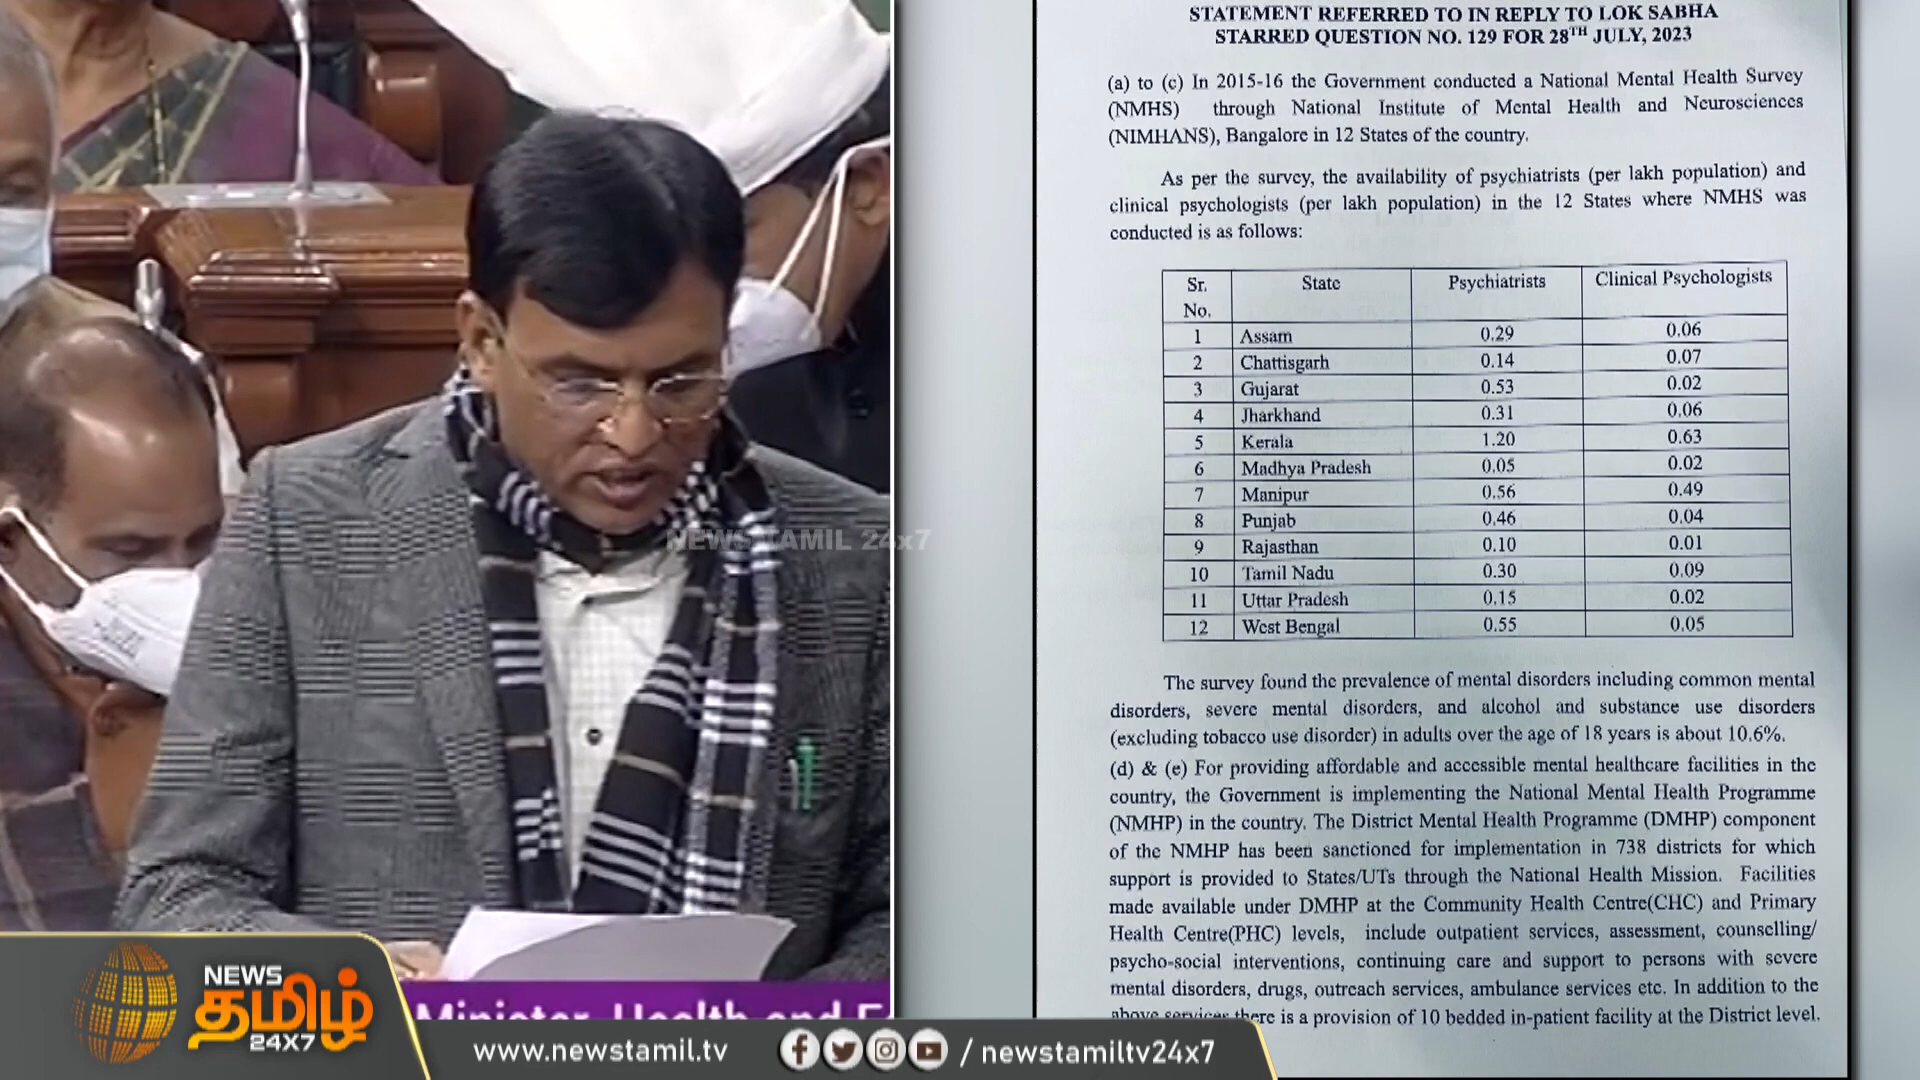 STATEMENT REFERRED TO IN REPLY TO LOK SABHA
STARRED QUESTION NO. 129 FOR 28TH JULY, 2023
(a) to (c) In 2015-16 the Government conducted a National Mental Health Survey
(NMHS) through National Institute of Mental Health and Neurosciences
(NIMHANS), Bangalore in 12 States of the country.
As per the survey, the availability of psychiatrists (per lakh population) and
clinical psychologists (per lakh population) in the 12 States where NMHS was
conducted is as follows:
Sr. No. State Psychiatrists Clinical Psychologists
1 Assam 0.29 0.06
2 Chattisgarh 0.14 0.07
3 Gujarat 0.53 0.02
4 Jharkhand 0.31 0.06
5 Kerala 1.20 0.63
6 Madhya Pradesh 0.05 0.02
7 Manipur 0.56 0.49
8 Punjab 0.46 0.04
9 Rajasthan 0.10 0.01
10 Tamil Nadu 0.30 0.09
11 Uttar Pradesh 0.15 0.02
12 West Bengal 0.55 0.05
The survey found the prevalence of mental disorders including common mental
disorders, severe mental disorders, and alcohol and substance use disorders
(excluding tobacco use disorder) in adults over the age of 18 years is about 10.6%.
(d) & (e) For providing affordable and accessible mental healthcare facilities in the
country, the Government is implementing the National Mental Health Programme
(NMHP) in the country. The District Mental Health Programme (DMHP) component
of the NMHP has been sanctioned for implementation in 738 districts for which
support is provided to States/UTs through the National Health Mission. Facilities
made available under DMHP at the Community Health Centre(CHC) and Primary
Health Centre(PHC) levels, include outpatient services, assessment, counselling/
psycho-social interventions, continuing care and support to persons with severe
mental disorders, drugs, outreach services, ambulance services etc. In addition to the
above services there is a provision of 10 bedded in-patient facility at the District level.
NEWS TAMIL 24x7
Minister, Health and F
NEWS
தமிழ்
24X7
www.newstamil.tv
/ newstamiltv24x7